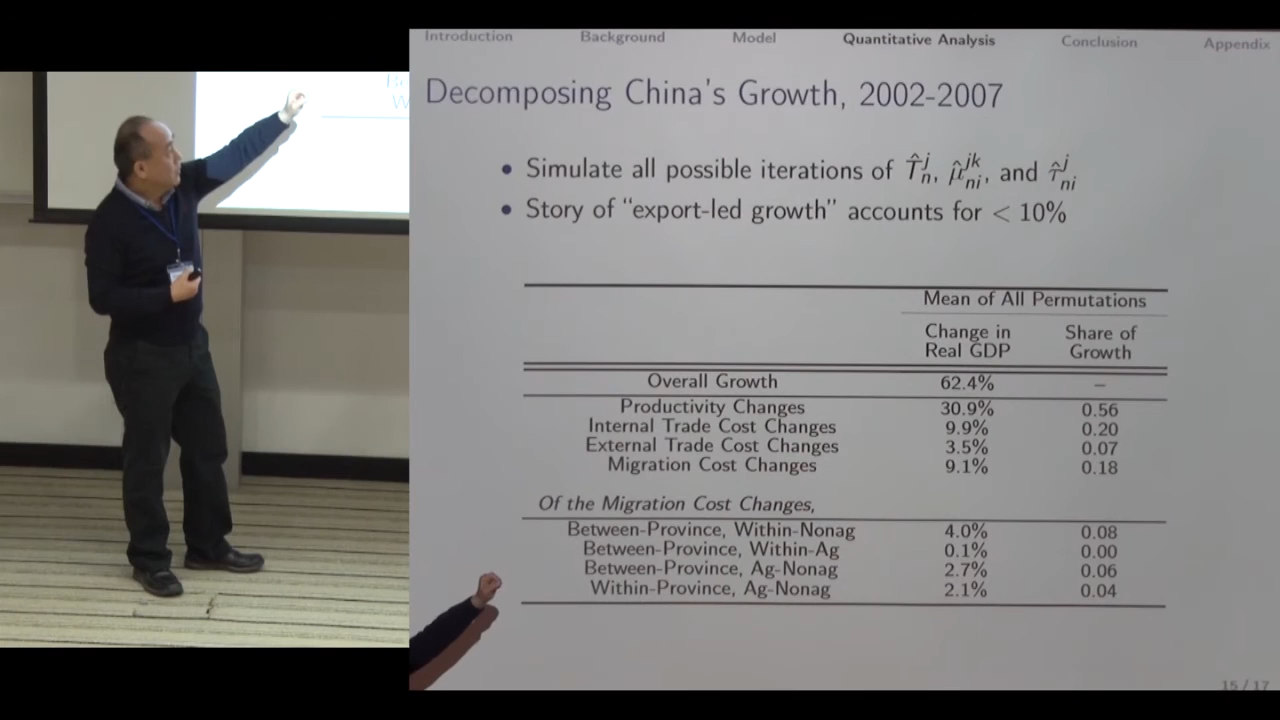 Introduction Background Model Quantitative Analysis Conclusion Appendix
Decomposing China's Growth, 2002-2007
• Simulate all possible iterations of T̂ⱼₙ, μ̂ʲᵏₙᵢ, and τ̂ʲₙᵢ
• Story of "export-led growth" accounts for < 10%
Mean of All Permutations
Change in Real GDP Share of Growth
Overall Growth 62.4% –
Productivity Changes 30.9% 0.56
Internal Trade Cost Changes 9.9% 0.20
External Trade Cost Changes 3.5% 0.07
Migration Cost Changes 9.1% 0.18
Of the Migration Cost Changes,
Between-Province, Within-Nonag 4.0% 0.08
Between-Province, Within-Ag 0.1% 0.00
Between-Province, Ag-Nonag 2.7% 0.06
Within-Province, Ag-Nonag 2.1% 0.04
15 / 17